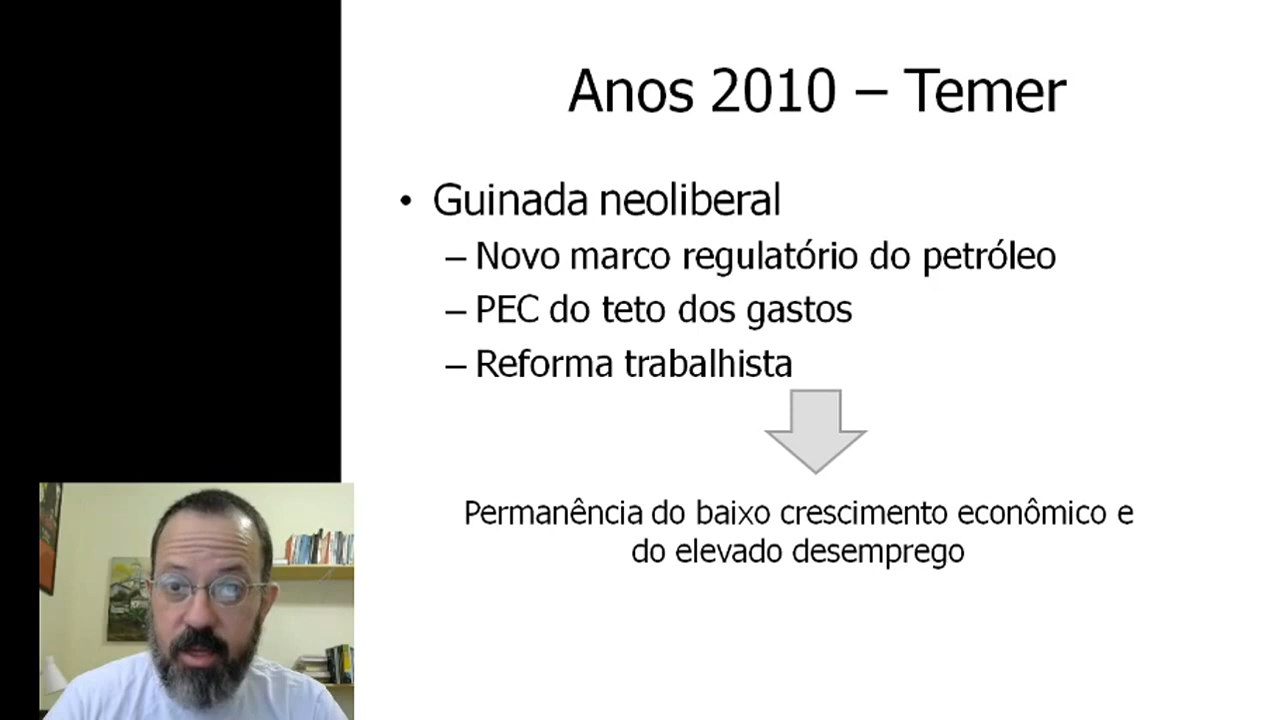 Anos 2010 – Temer
• Guinada neoliberal
– Novo marco regulatório do petróleo
– PEC do teto dos gastos
– Reforma trabalhista
Permanência do baixo crescimento econômico e
do elevado desemprego